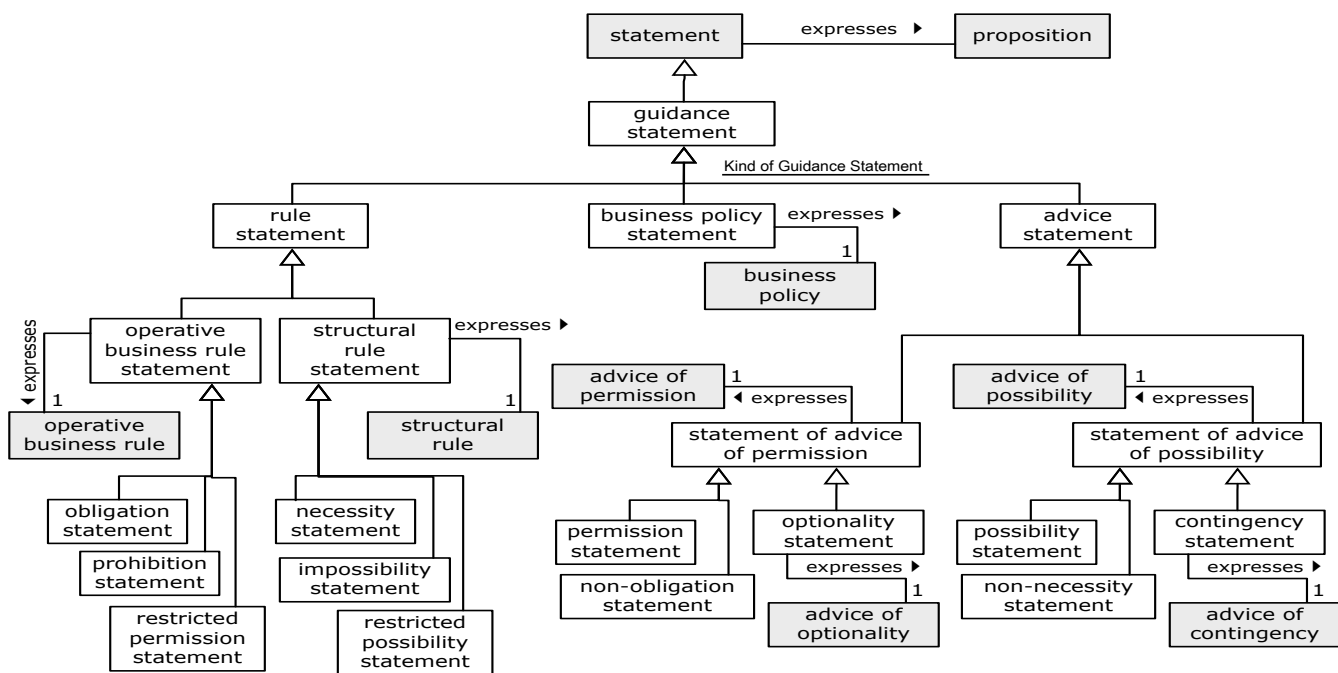 statement
expresses ▶
proposition
guidance
statement
Kind of Guidance Statement
rule
statement
business policy
statement
expresses ▶
1
business
policy
advice
statement
operative
business rule
statement
expresses ▶
1
operative
business rule
structural
rule
statement
expresses ▶
1
structural
rule
obligation
statement
prohibition
statement
restricted
permission
statement
necessity
statement
impossibility
statement
restricted
possibility
statement
advice of
permission
1
◀ expresses
statement of advice
of permission
permission
statement
non-obligation
statement
optionality
statement
expresses ▶
1
advice of
optionality
advice of
possibility
1
◀ expresses
statement of advice
of possibility
possibility
statement
non-necessity
statement
contingency
statement
expresses ▶
1
advice of
contingency